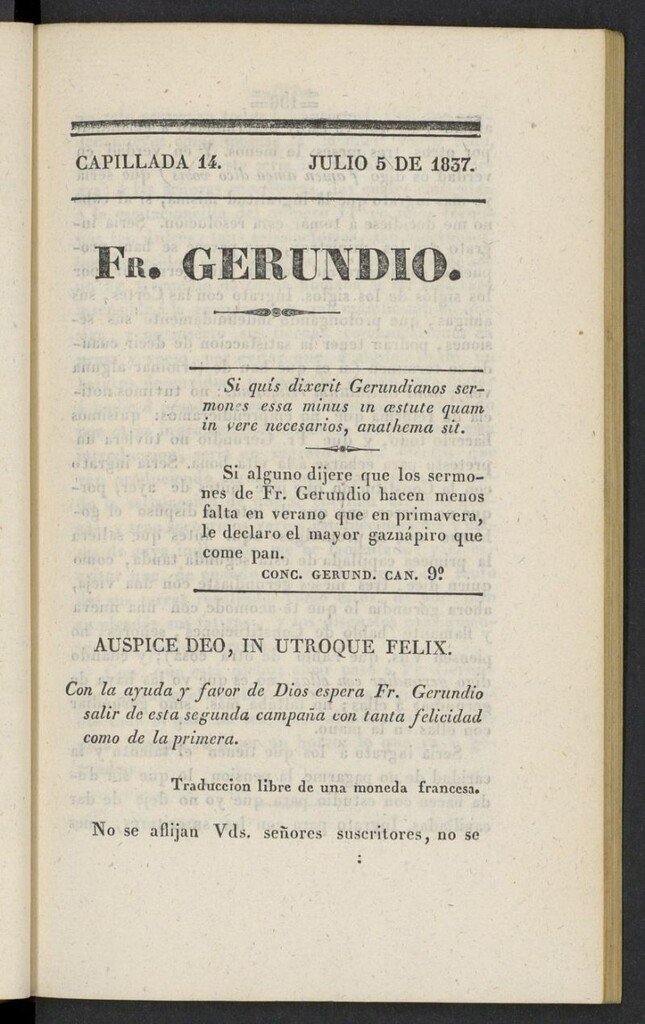 CAPILLADA 14. JULIO 5 DE 1837.
FR. GERUNDIO.
Si quis dixerit Gerundianos ser-
mones essa minus in æstute quam
in vere necesarios, anathema sit.
Si alguno dijere que los sermo-
nes de Fr. Gerundio hacen menos
falta en verano que en primavera,
le declaro el mayor gaznápiro que
come pan.
CONC. GERUND. CAN. 9º
AUSPICE DEO, IN UTROQUE FELIX.
Con la ayuda y favor de Dios espera Fr. Gerundio
salir de esta segunda campaña con tanta felicidad
como de la primera.
Traduccion libre de una moneda francesa.
No se aflijan Vds. señores suscritores, no se
: